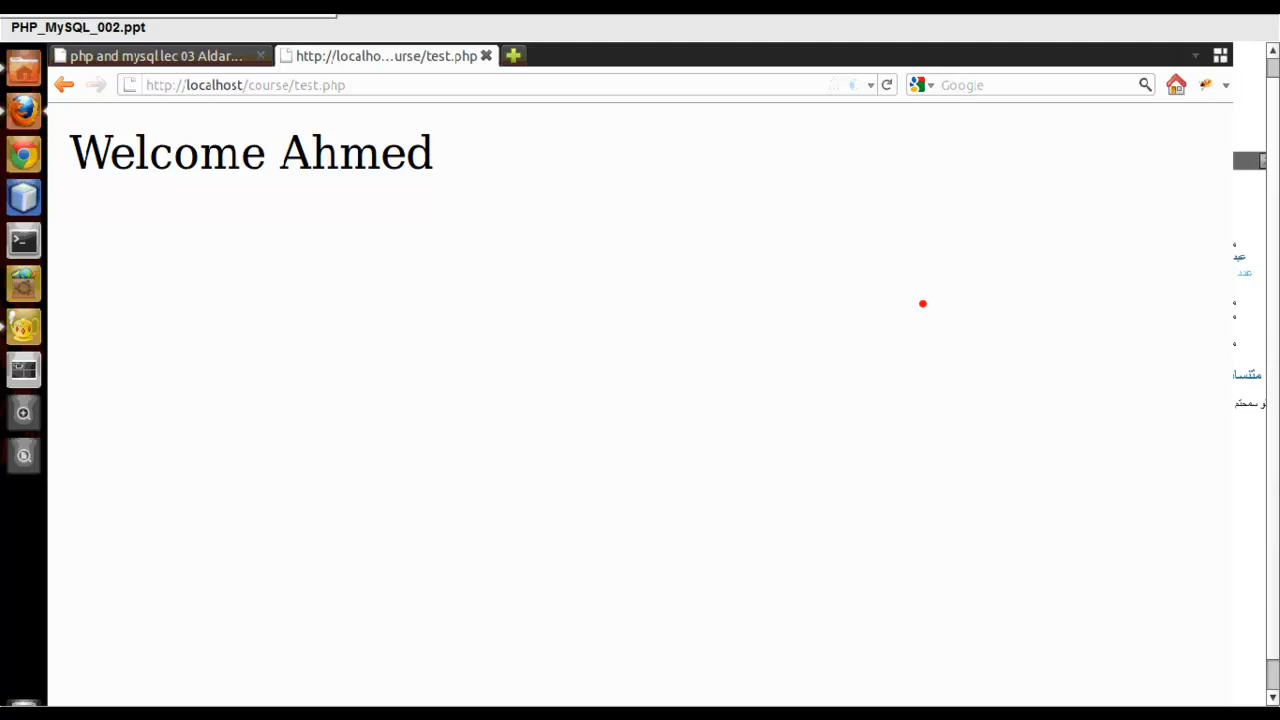 PHP_MySQL_002.ppt
php and mysql lec 03 Aldar...
http://localho...urse/test.php
http://localhost/course/test.php
Google
Welcome Ahmed
عدد